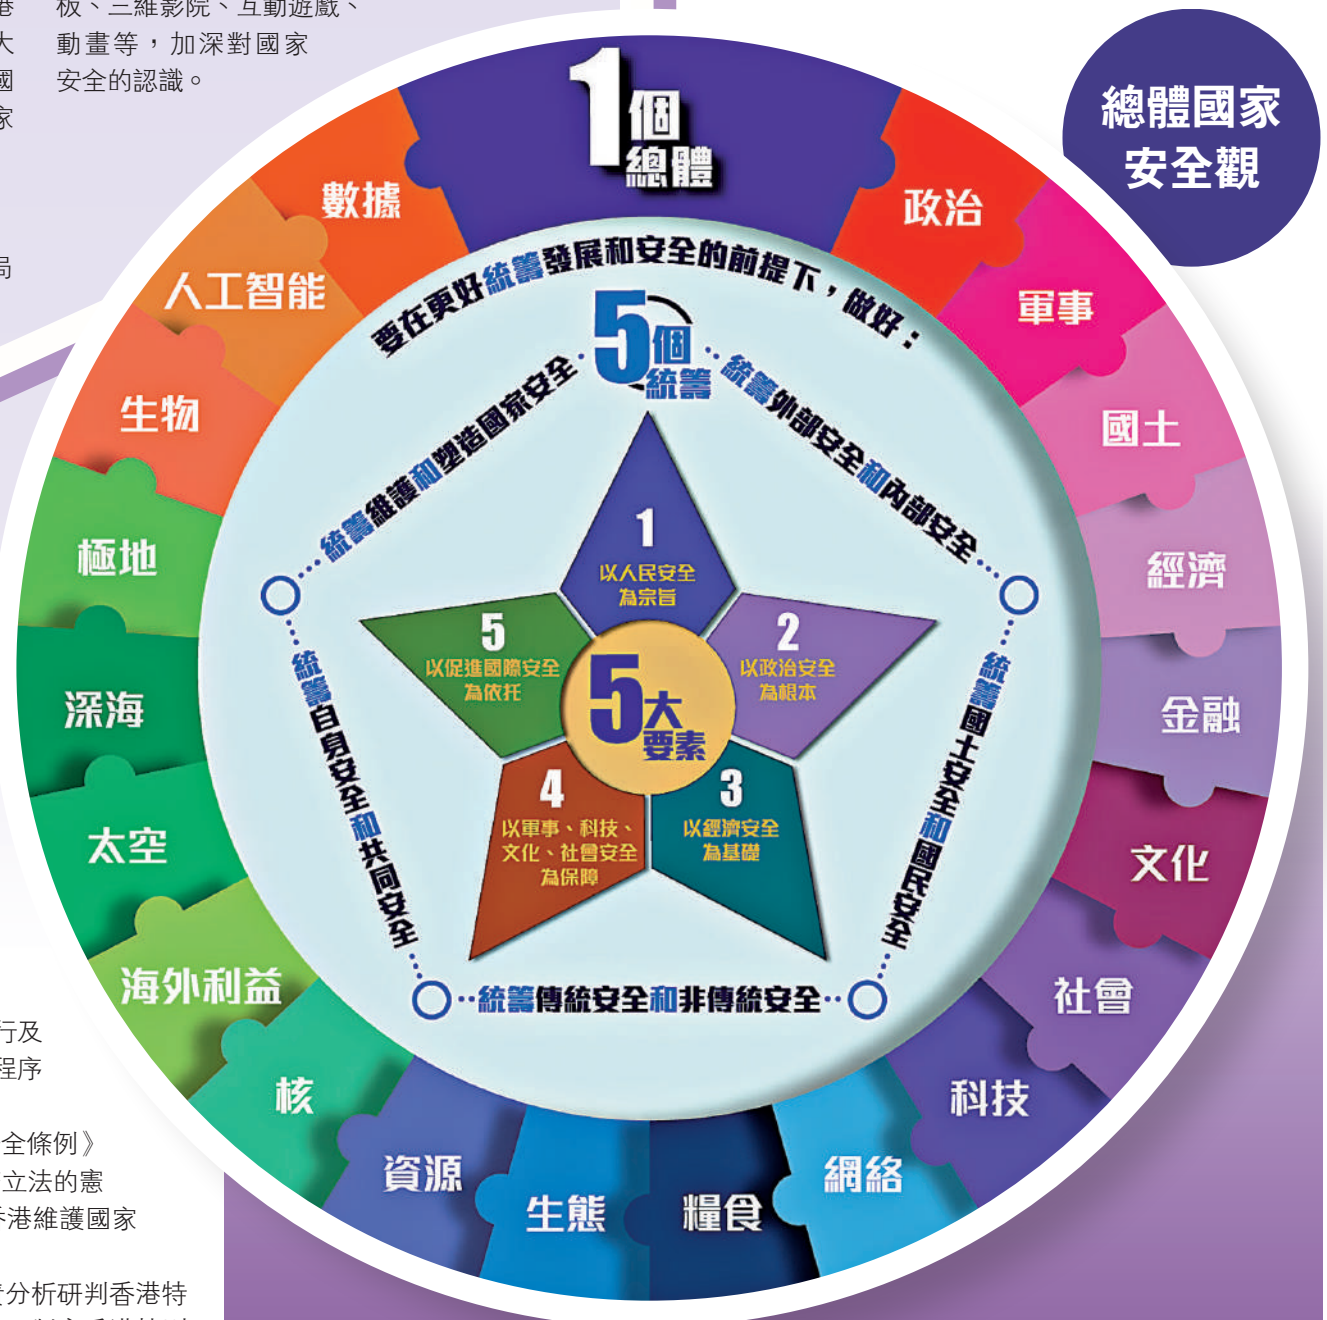 港
大
國
家
板、三維影院、互動遊戲、
動畫等，加深對國家
安全的認識。
局
總體國家
安全觀
1個
總體
政治
軍事
國土
經濟
金融
文化
社會
科技
網絡
糧食
生態
資源
核
海外利益
太空
深海
極地
生物
人工智能
數據
要在更好統籌發展和安全的前提下，做好：
5個
統籌
統籌外部安全和內部安全
統籌國土安全和國民安全
統籌傳統安全和非傳統安全
統籌自身安全和共同安全
統籌維護和塑造國家安全
5大
要素
1
以人民安全
為宗旨
2
以政治安全
為根本
3
以經濟安全
為基礎
4
以軍事、科技、
文化、社會安全
為保障
5
以促進國際安全
為依托
行及
程序
全條例》
立法的憲
香港維護國家
分析研判香港特